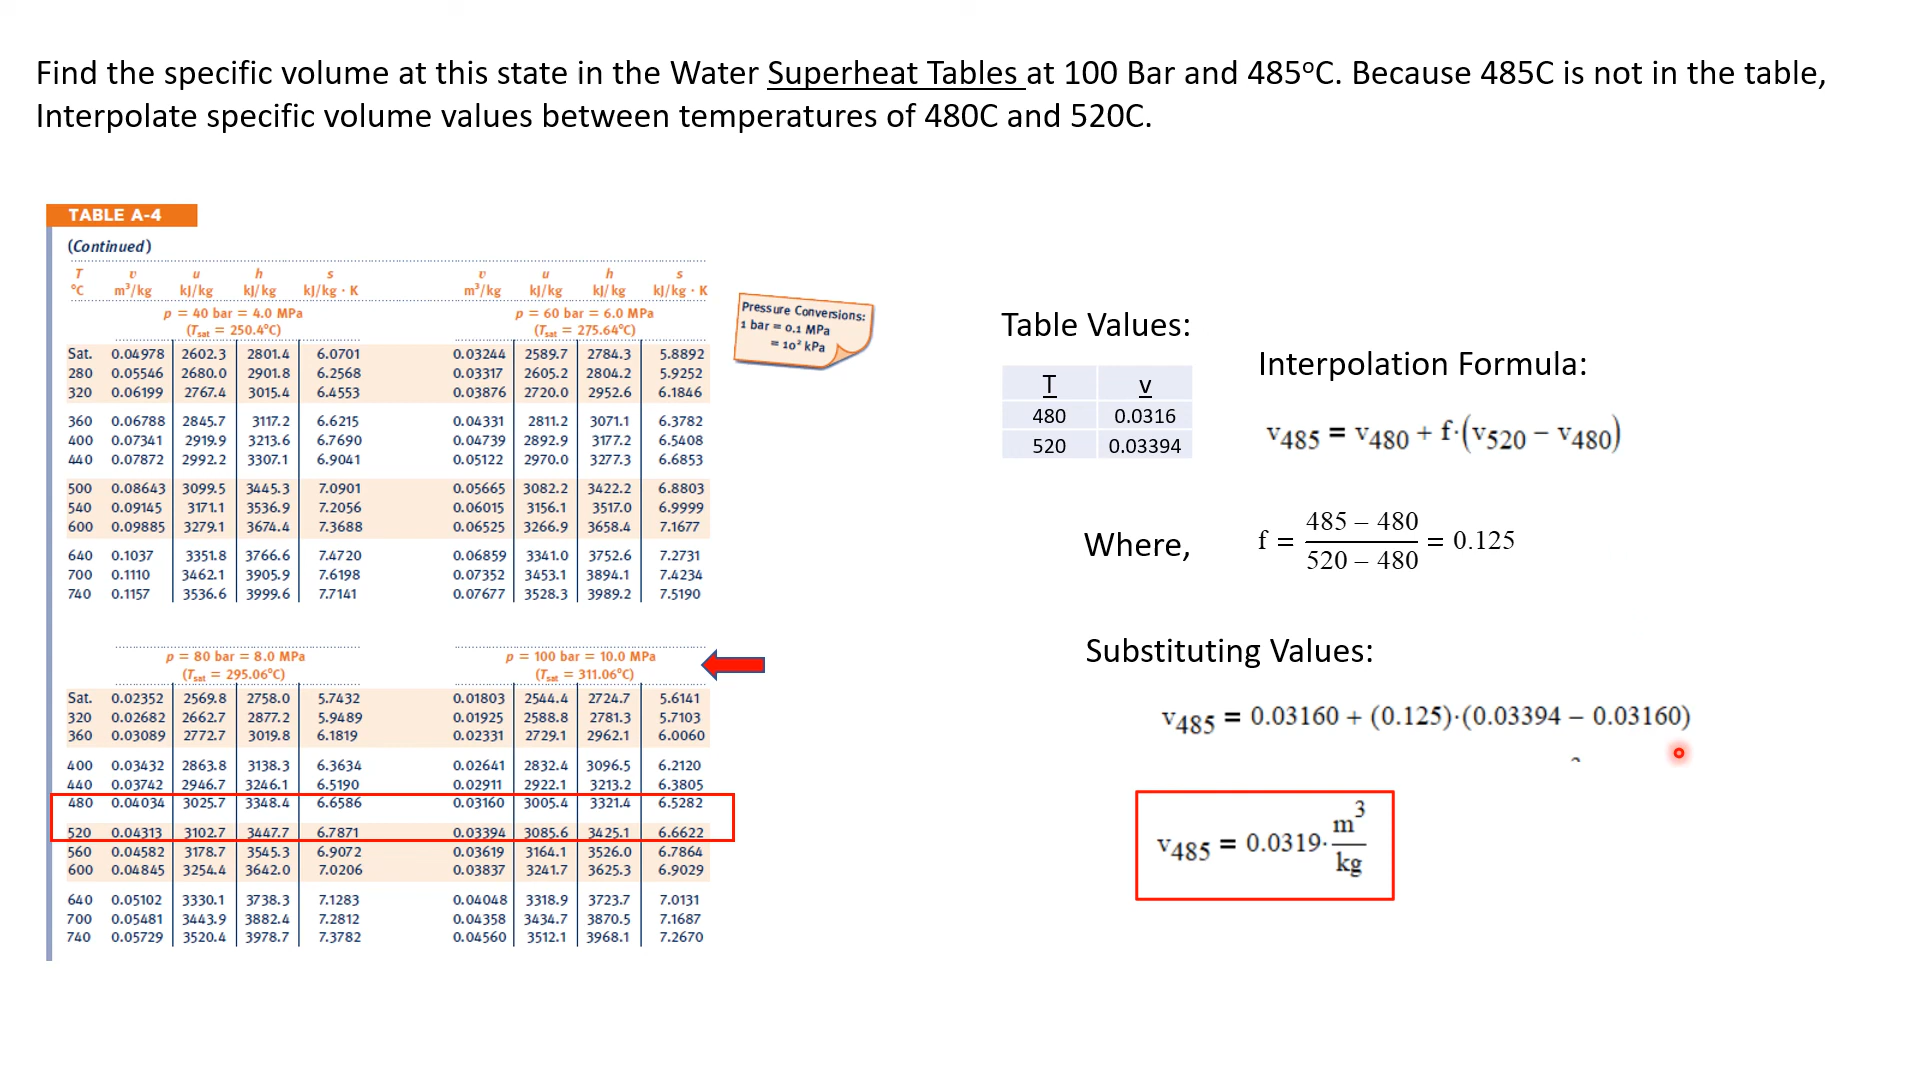 Find the specific volume at this state in the Water Superheat Tables at 100 Bar and 485°C. Because 485C is not in the table,
Interpolate specific volume values between temperatures of 480C and 520C.
TABLE A-4
(Continued)
T v u h s v u h s
°C m³/kg kJ/kg kJ/kg kJ/kg · K m³/kg kJ/kg kJ/kg kJ/kg · K
p = 40 bar = 4.0 MPa p = 60 bar = 6.0 MPa
(Tsat = 250.4°C) (Tsat = 275.64°C)
Sat. 0.04978 2602.3 2801.4 6.0701 0.03244 2589.7 2784.3 5.8892
280 0.05546 2680.0 2901.8 6.2568 0.03317 2605.2 2804.2 5.9252
320 0.06199 2767.4 3015.4 6.4553 0.03876 2720.0 2952.6 6.1846
360 0.06788 2845.7 3117.2 6.6215 0.04331 2811.2 3071.1 6.3782
400 0.07341 2919.9 3213.6 6.7690 0.04739 2892.9 3177.2 6.5408
440 0.07872 2992.2 3307.1 6.9041 0.05122 2970.0 3277.3 6.6853
500 0.08643 3099.5 3445.3 7.0901 0.05665 3082.2 3422.2 6.8803
540 0.09145 3171.1 3536.9 7.2056 0.06015 3156.1 3517.0 6.9999
600 0.09885 3279.1 3674.4 7.3688 0.06525 3266.9 3658.4 7.1677
640 0.1037 3351.8 3766.6 7.4720 0.06859 3341.0 3752.6 7.2731
700 0.1110 3462.1 3905.9 7.6198 0.07352 3453.1 3894.1 7.4234
740 0.1157 3536.6 3999.6 7.7141 0.07677 3528.3 3989.2 7.5190
p = 80 bar = 8.0 MPa p = 100 bar = 10.0 MPa
(Tsat = 295.06°C) (Tsat = 311.06°C)
Sat. 0.02352 2569.8 2758.0 5.7432 0.01803 2544.4 2724.7 5.6141
320 0.02682 2662.7 2877.2 5.9489 0.01925 2588.8 2781.3 5.7103
360 0.03089 2772.7 3019.8 6.1819 0.02331 2729.1 2962.1 6.0060
400 0.03432 2863.8 3138.3 6.3634 0.02641 2832.4 3096.5 6.2120
440 0.03742 2946.7 3246.1 6.5190 0.02911 2922.1 3213.2 6.3805
480 0.04034 3025.7 3348.4 6.6586 0.03160 3005.4 3321.4 6.5282
520 0.04313 3102.7 3447.7 6.7871 0.03394 3085.6 3425.1 6.6622
560 0.04582 3178.7 3545.3 6.9072 0.03619 3164.1 3526.0 6.7864
600 0.04845 3254.4 3642.0 7.0206 0.03837 3241.7 3625.3 6.9029
640 0.05102 3330.1 3738.3 7.1283 0.04048 3318.9 3723.7 7.0131
700 0.05481 3443.9 3882.4 7.2812 0.04358 3434.7 3870.5 7.1687
740 0.05729 3520.4 3978.7 7.3782 0.04560 3512.1 3968.1 7.2670
Pressure Conversions:
1 bar = 0.1 MPa
= 10² kPa
Table Values:
T v
480 0.0316
520 0.03394
Interpolation Formula:
v485 = v480 + f·(v520 − v480)
Where,
f = (485 − 480)/(520 − 480) = 0.125
Substituting Values:
v485 = 0.03160 + (0.125)·(0.03394 − 0.03160)
v485 = 0.0319· m³/kg